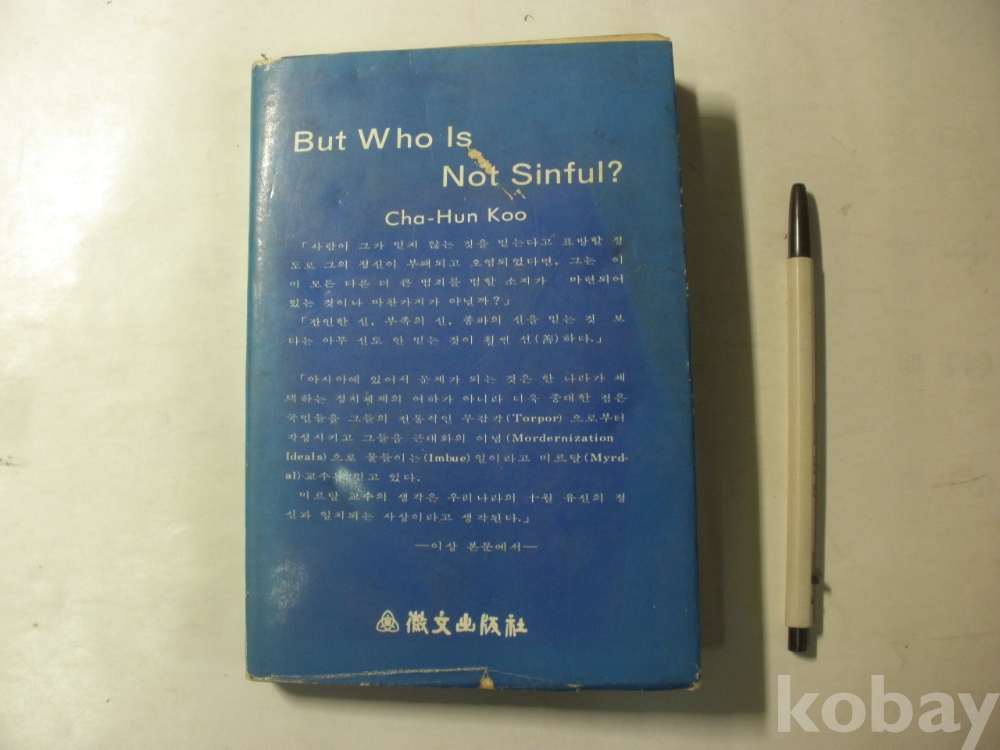 But Who Is
Not Sinful?
Cha-Hun Koo
「사람이 그가 믿지 않는 것을 믿는다고 표방할 정
도로 그의 정신이 부패되고 오염되었다면, 그는 이
미 모든 다른 더 큰 범죄를 범할 소지가 마련되어
있는 것이나 마찬가지가 아닐까?」
「잔인한 신, 부족의 신, 종파의 신을 믿는 것 보
다는 아무 신도 안 믿는 것이 훨씬 선(善)하다.」
「아시아에 있어서 문제가 되는 것은 한 나라가 채
택하는 정치체제의 여하가 아니라 더욱 중대한 점은
국민들을 그들의 전통적인 무감각(Torpor) 으로부터
각성시키고 그들을 근대화의 이념(Mordernization
Ideals)으로 물들이는(Imbue)일이라고 미르달(Myrd-
al)교수는 믿고 있다.
미르달 교수의 생각은 우리나라의 十월 유신의 정
신과 일치되는 사상이라고 생각된다.」
—이상 본문에서—
徽文出版社
kobay